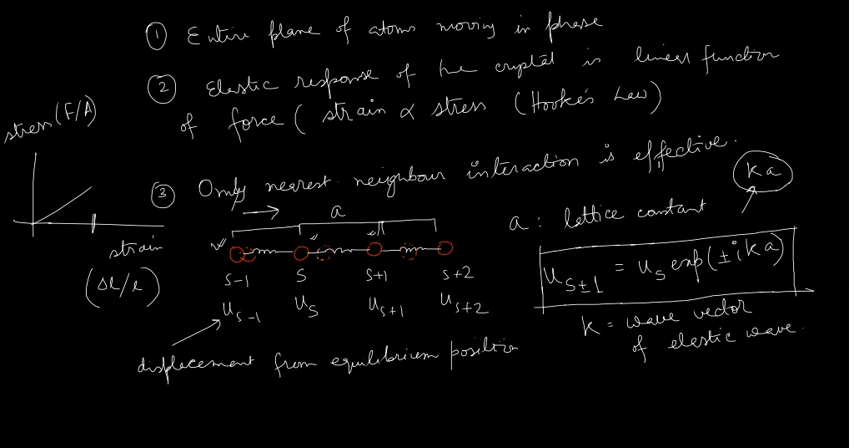 ① Entire plane of atoms moving in phase
② Elastic response of the crystal is linear function
of force ( strain ∝ stress (Hooke's Law)
stress (F/A)
③ Only nearest neighbour interaction is effective.
ka
a
a : lattice constant
strain
(Δl/l)
s-1 s s+1 s+2
u_{s-1} u_s u_{s+1} u_{s+2}
u_{s±1} = u_s exp(±ika)
k = wave vector
of elastic wave.
displacement from equilibrium position